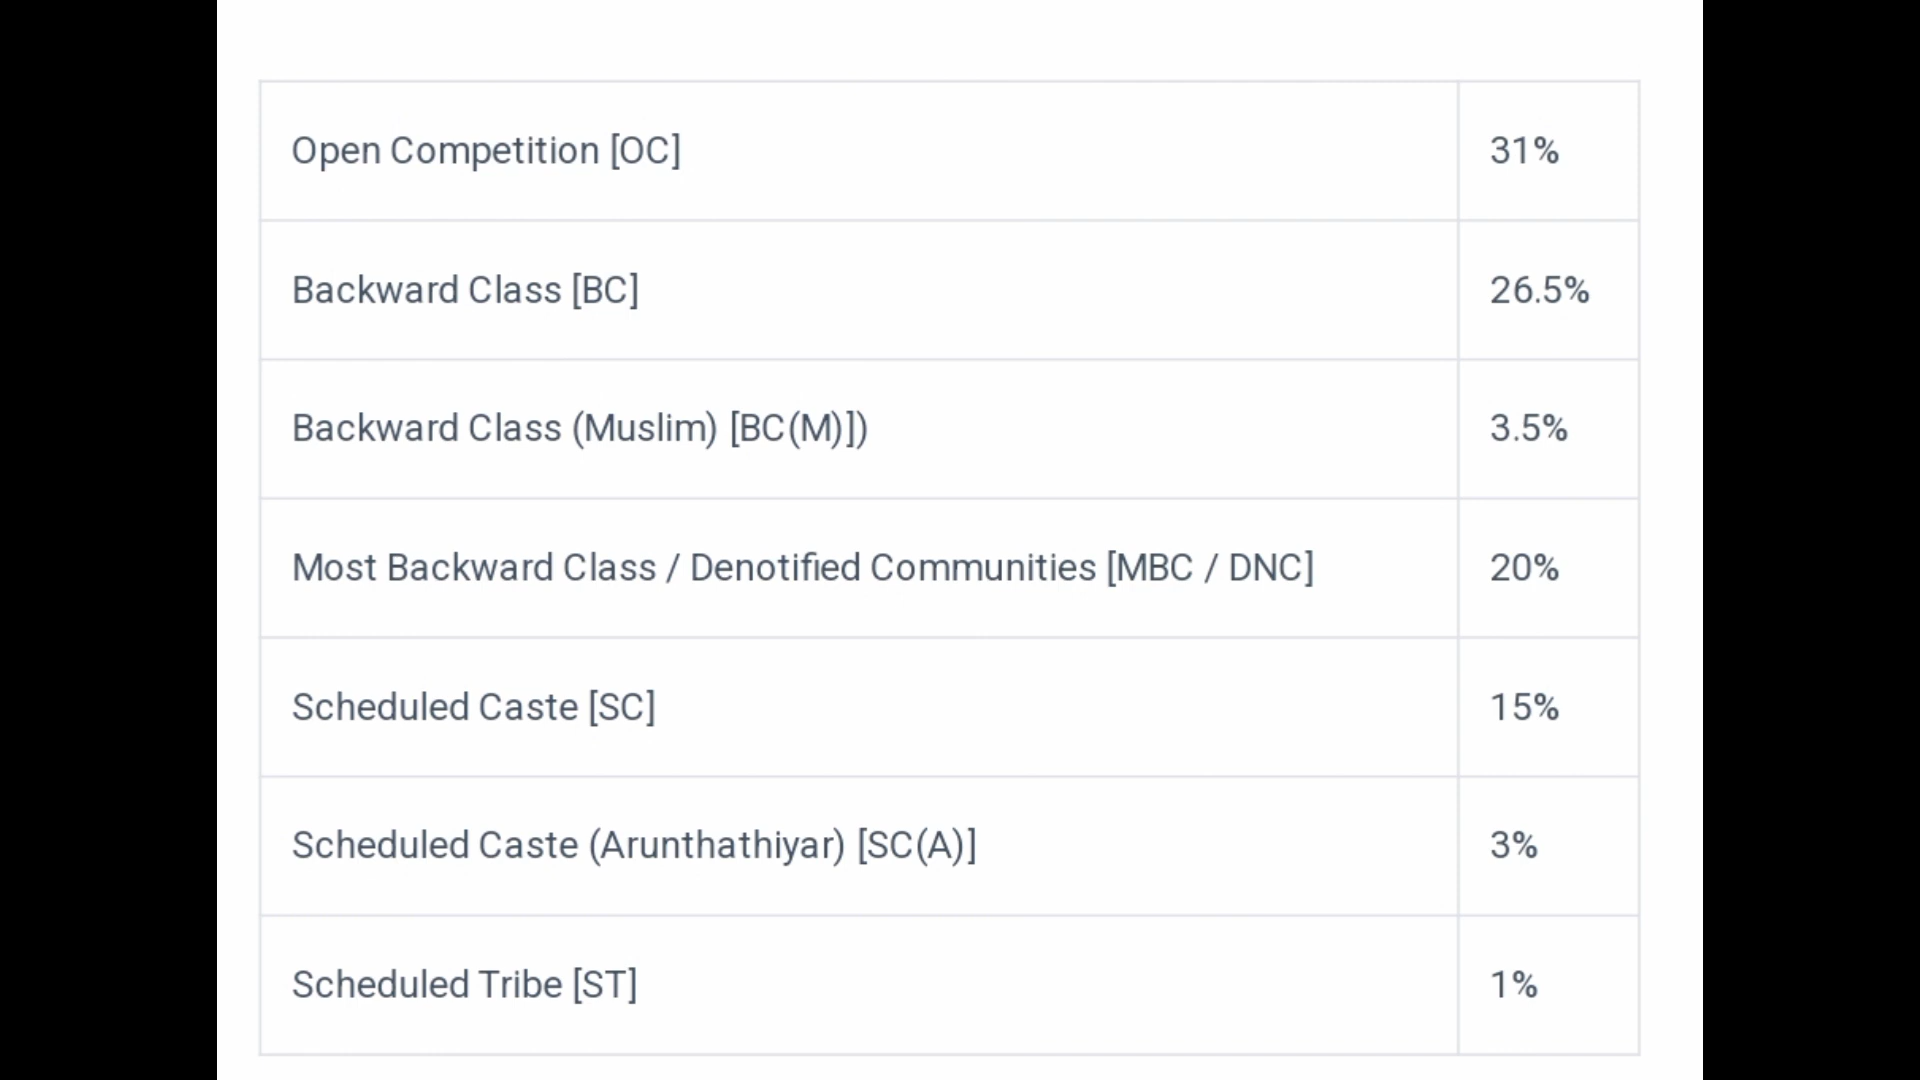 Open Competition [OC] 31%
Backward Class [BC] 26.5%
Backward Class (Muslim) [BC(M)]) 3.5%
Most Backward Class / Denotified Communities [MBC / DNC] 20%
Scheduled Caste [SC] 15%
Scheduled Caste (Arunthathiyar) [SC(A)] 3%
Scheduled Tribe [ST] 1%